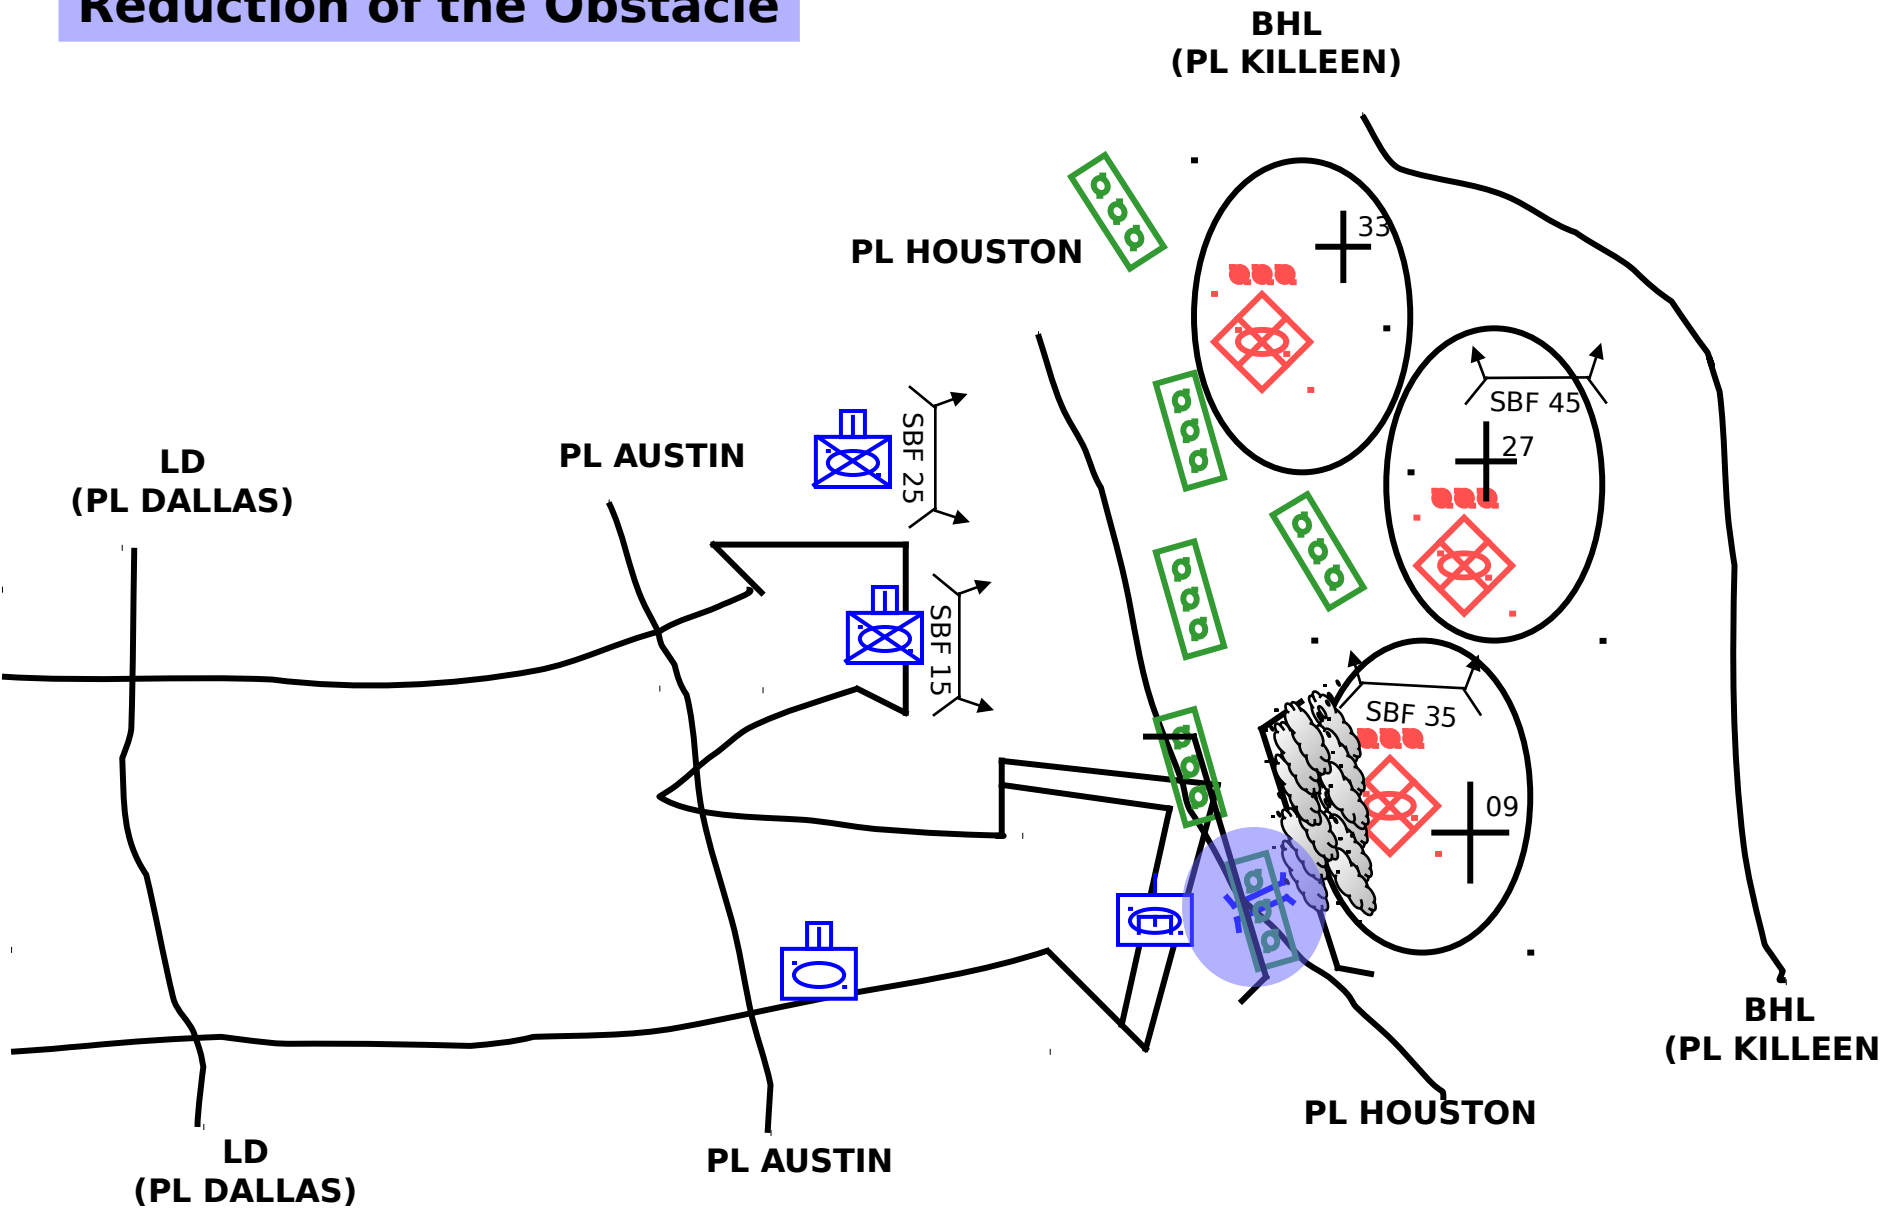 Reduction of the Obstacle
BHL
(PL KILLEEN)
33
PL HOUSTON
SBF 45
27
SBF 25
PL AUSTIN
LD
(PL DALLAS)
SBF 15
SBF 35
09
BHL
(PL KILLEEN
PL HOUSTON
PL AUSTIN
LD
(PL DALLAS)